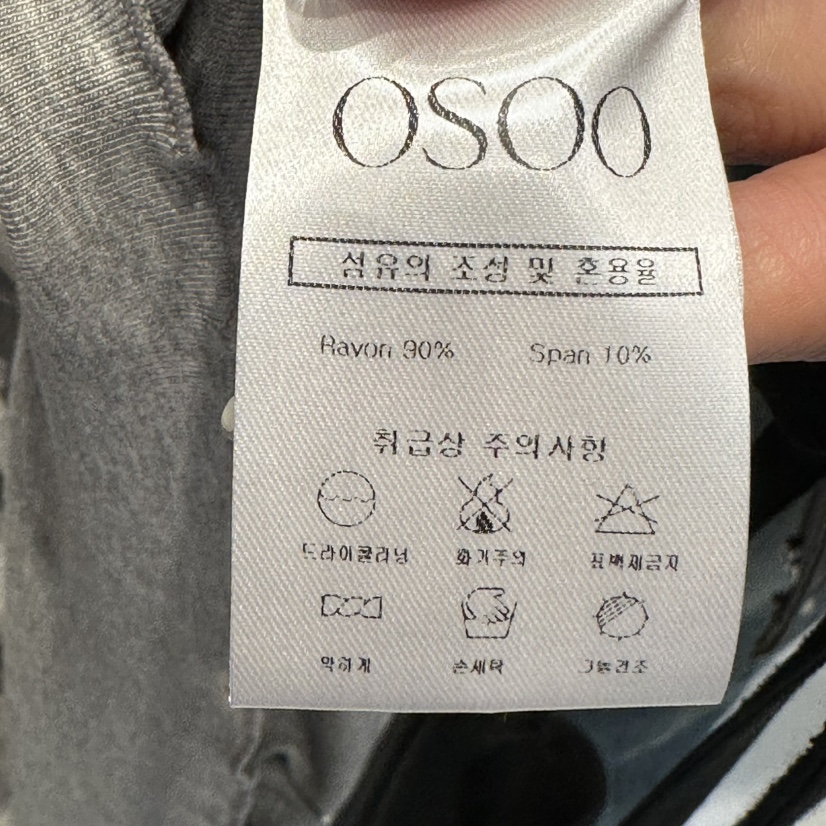 OSO0
섬유의 조성 및 혼용율
Rayon 90% Span 10%
취급상 주의사항
드라이클리닝 화기주의 표백제금지
약하게 손세탁 그늘건조